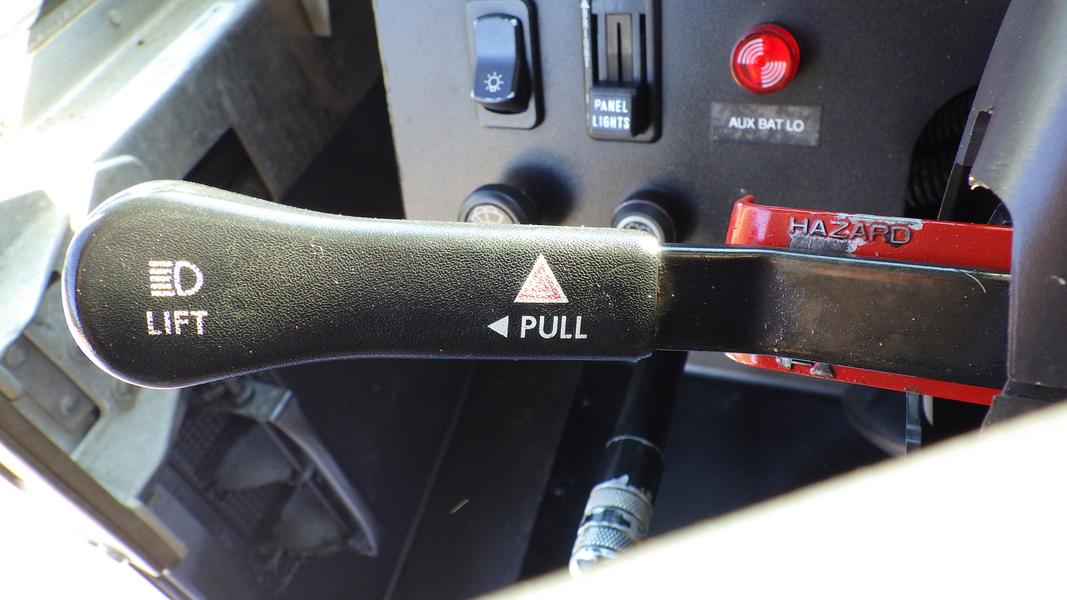 PANEL
LIGHTS
AUX BAT LO
HAZARD
LIFT
PULL